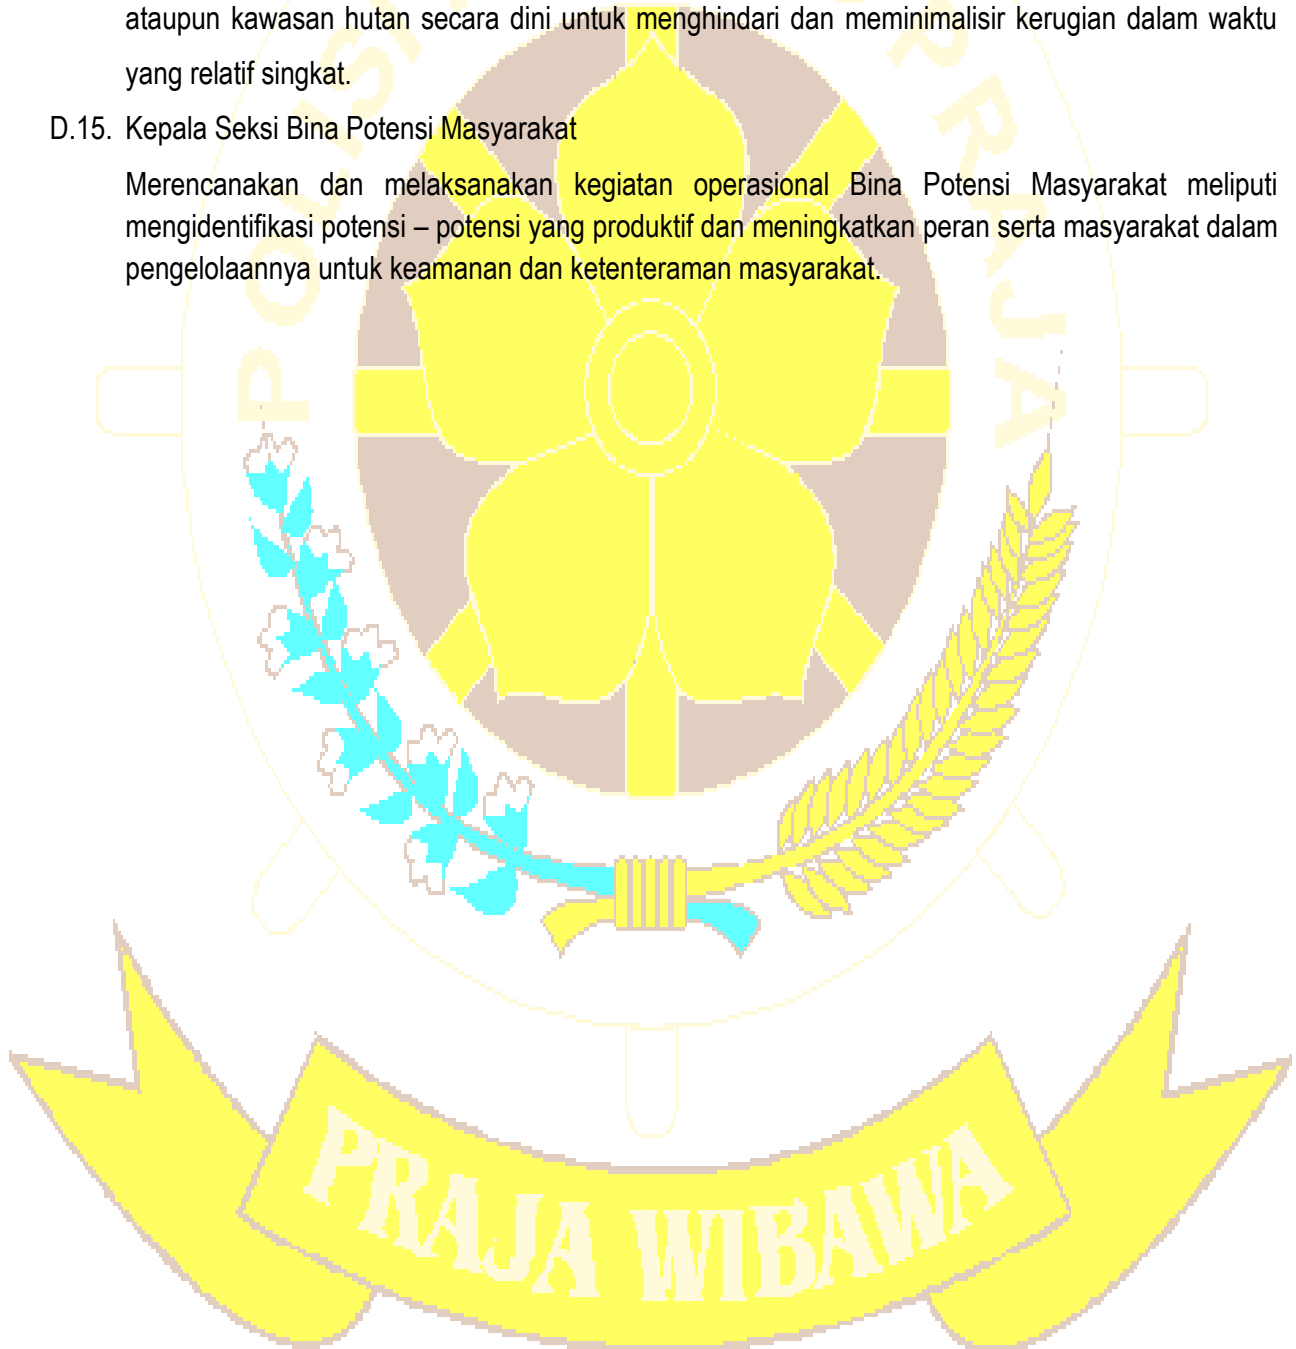 ataupun kawasan hutan secara dini untuk menghindari dan meminimalisir kerugian dalam waktu
yang relatif singkat.
D.15. Kepala Seksi Bina Potensi Masyarakat
Merencanakan dan melaksanakan kegiatan operasional Bina Potensi Masyarakat meliputi
mengidentifikasi potensi – potensi yang produktif dan meningkatkan peran serta masyarakat dalam
pengelolaannya untuk keamanan dan ketenteraman masyarakat.
PRAJA
PRAJA WIBAWA